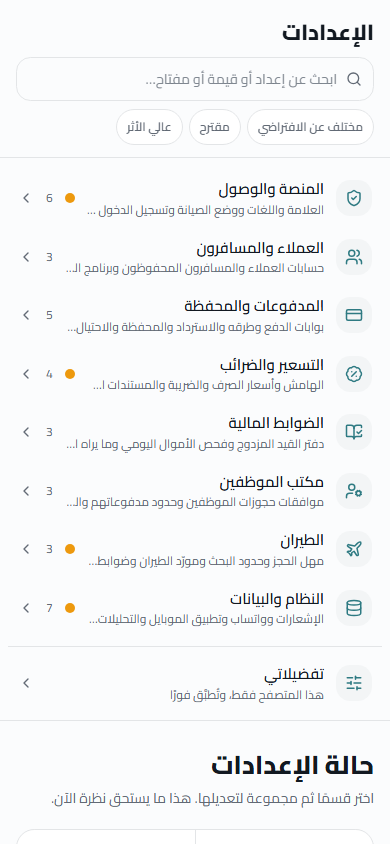 الإعدادات
ابحث عن إعداد أو قيمة أو مفتاح...
مختلف عن الافتراضي
مقترح
عالي الأثر
المنصة والوصول
6
العلامة واللغات ووضع الصيانة وتسجيل الدخول ...
العملاء والمسافرون
3
حسابات العملاء والمسافرون المحفوظون وبرنامج الـ...
المدفوعات والمحفظة
5
بوابات الدفع وطرقه والاسترداد والمحفظة والاحتيال...
التسعير والضرائب
4
الهامش وأسعار الصرف والضريبة والمستندات ا...
الضوابط المالية
3
دفتر القيد المزدوج وفحص الأموال اليومي وما يراه ا...
مكتب الموظفين
3
موافقات حجوزات الموظفين وحدود مدفوعاتهم والـ...
الطيران
3
مهل الحجز وحدود البحث ومورّد الطيران وضوابط...
النظام والبيانات
7
الإشعارات وواتساب وتطبيق الموبايل والتحليلات...
تفضيلاتي
هذا المتصفح فقط، وتُطبَّق فورًا
حالة الإعدادات
اختر قسمًا ثم مجموعة لتعديلها. هذا ما يستحق نظرة الآن.